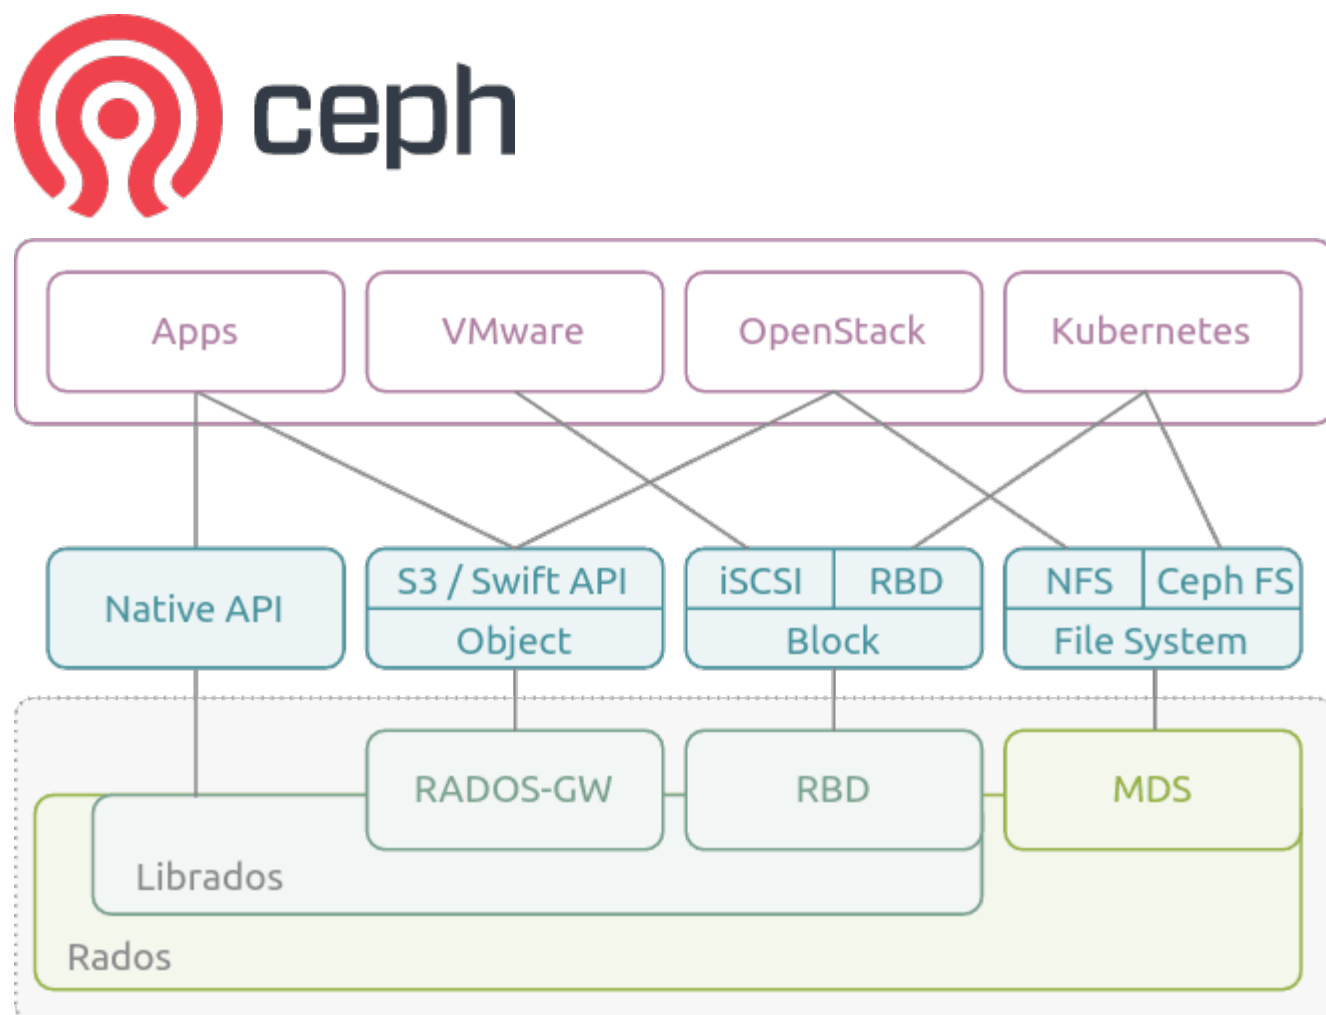 ceph
Apps VMware OpenStack Kubernetes
Native API
S3 / Swift API iSCSI RBD NFS Ceph FS
Object Block File System
RADOS-GW RBD MDS
Librados
Rados